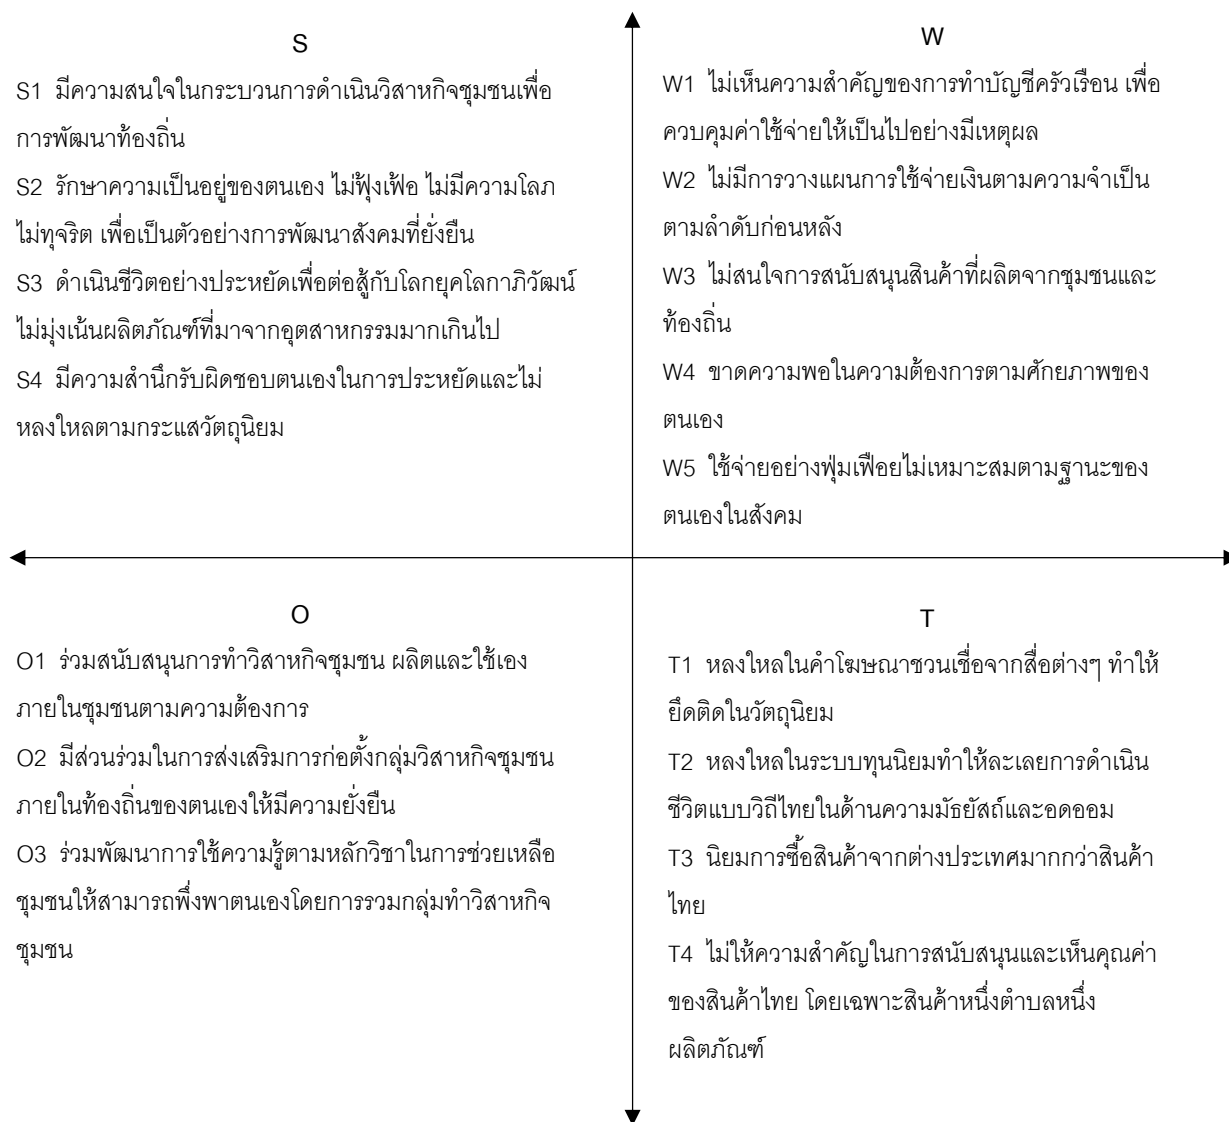 S
S1 มีความสนใจในกระบวนการดำเนินวิสาหกิจชุมชนเพื่อ
การพัฒนาท้องถิ่น
S2 รักษาความเป็นอยู่ของตนเอง ไม่ฟุ้งเฟ้อ ไม่มีความโลภ
ไม่ทุจริต เพื่อเป็นตัวอย่างการพัฒนาสังคมที่ยั่งยืน
S3 ดำเนินชีวิตอย่างประหยัดเพื่อต่อสู้กับโลกยุคโลกาภิวัฒน์
ไม่มุ่งเน้นผลิตภัณฑ์ที่มาจากอุตสาหกรรมมากเกินไป
S4 มีความสำนึกรับผิดชอบตนเองในการประหยัดและไม่
หลงใหลตามกระแสวัตถุนิยม
W
W1 ไม่เห็นความสำคัญของการทำบัญชีครัวเรือน เพื่อ
ควบคุมค่าใช้จ่ายให้เป็นไปอย่างมีเหตุผล
W2 ไม่มีการวางแผนการใช้จ่ายเงินตามความจำเป็น
ตามลำดับก่อนหลัง
W3 ไม่สนใจการสนับสนุนสินค้าที่ผลิตจากชุมชนและ
ท้องถิ่น
W4 ขาดความพอในความต้องการตามศักยภาพของ
ตนเอง
W5 ใช้จ่ายอย่างฟุ่มเฟือยไม่เหมาะสมตามฐานะของ
ตนเองในสังคม
O
O1 ร่วมสนับสนุนการทำวิสาหกิจชุมชน ผลิตและใช้เอง
ภายในชุมชนตามความต้องการ
O2 มีส่วนร่วมในการส่งเสริมการก่อตั้งกลุ่มวิสาหกิจชุมชน
ภายในท้องถิ่นของตนเองให้มีความยั่งยืน
O3 ร่วมพัฒนาการใช้ความรู้ตามหลักวิชาในการช่วยเหลือ
ชุมชนให้สามารถพึ่งพาตนเองโดยการรวมกลุ่มทำวิสาหกิจ
ชุมชน
T
T1 หลงใหลในคำโฆษณาชวนเชื่อจากสื่อต่างๆ ทำให้
ยึดติดในวัตถุนิยม
T2 หลงใหลในระบบทุนนิยมทำให้ละเลยการดำเนิน
ชีวิตแบบวิถีไทยในด้านความมัธยัสถ์และอดออม
T3 นิยมการซื้อสินค้าจากต่างประเทศมากกว่าสินค้า
ไทย
T4 ไม่ให้ความสำคัญในการสนับสนุนและเห็นคุณค่า
ของสินค้าไทย โดยเฉพาะสินค้าหนึ่งตำบลหนึ่ง
ผลิตภัณฑ์